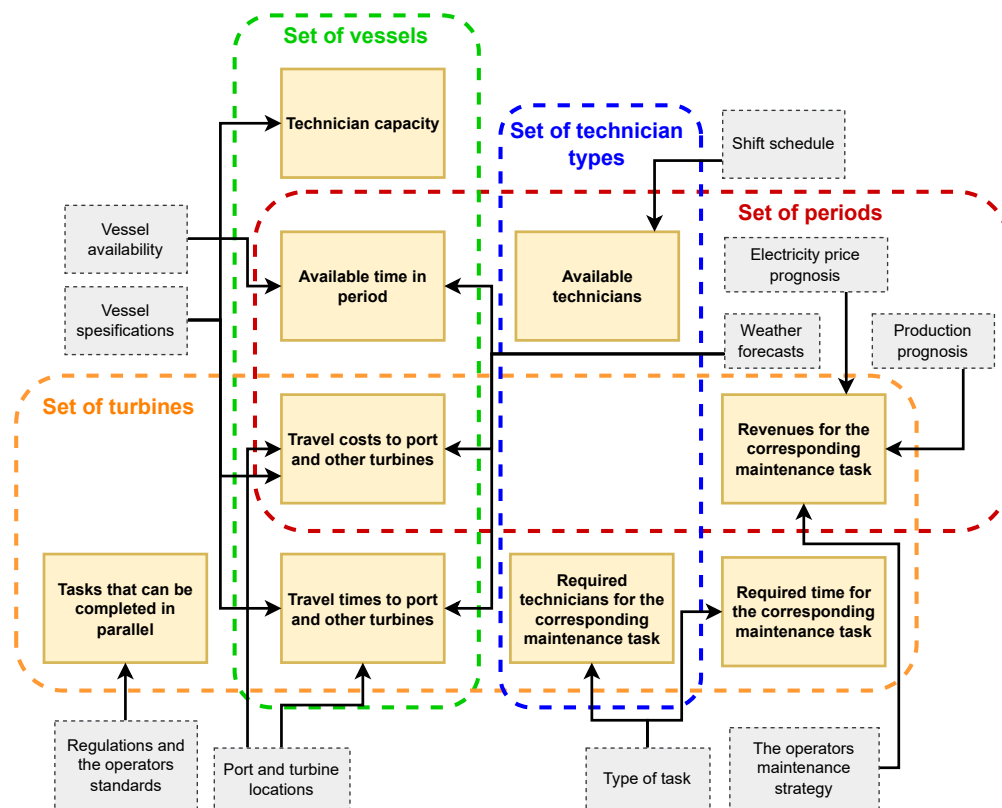 Set of vessels
Technician capacity
Set of technician
types
Shift schedule
Set of periods
Vessel
availability
Available time in
period
Available
technicians
Electricity price
prognosis
Vessel
spesifications
Weather
forecasts
Production
prognosis
Set of turbines
Travel costs to port
and other turbines
Revenues for the
corresponding
maintenance task
Tasks that can be
completed in
parallel
Travel times to port
and other turbines
Required
technicians for the
corresponding
maintenance task
Required time for
the corresponding
maintenance task
Regulations and
the operators
standards
Port and turbine
locations
Type of task
The operators
maintenance
strategy